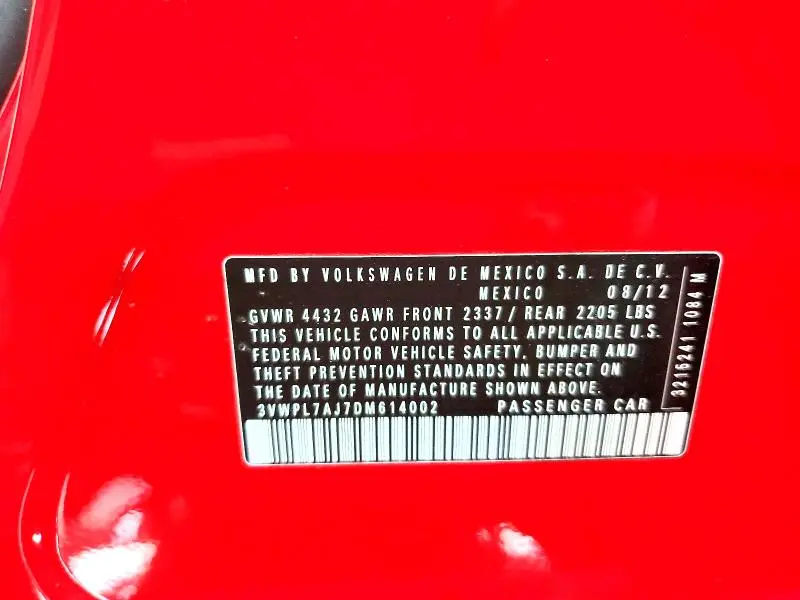 MFD BY VOLKSWAGEN DE MEXICO S.A. DE C.V.
MEXICO 08/12
GVWR 4432 GAWR FRONT 2337 / REAR 2205 LBS
THIS VEHICLE CONFORMS TO ALL APPLICABLE U.S.
FEDERAL MOTOR VEHICLE SAFETY, BUMPER AND
THEFT PREVENTION STANDARDS IN EFFECT ON
THE DATE OF MANUFACTURE SHOWN ABOVE.
3VWPL7AJ7DM614002 PASSENGER CAR
3216241 1084 M